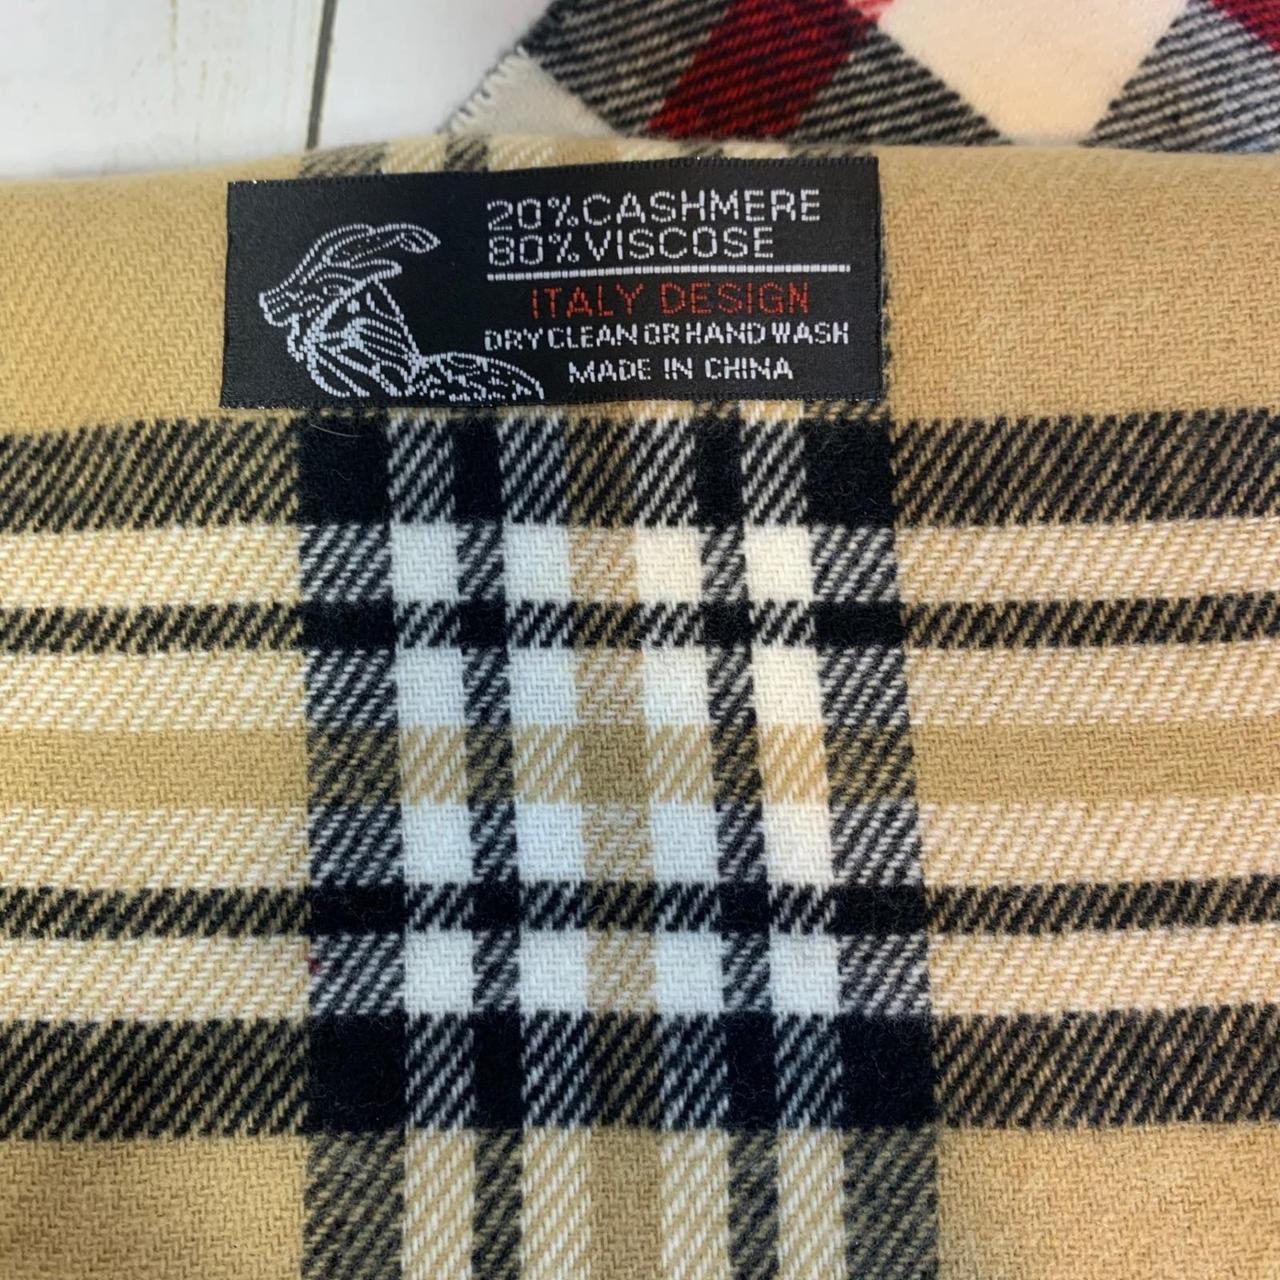 20%CASHMERE
80%VISCOSE
ITALY DESIGN
DRY CLEAN OR HAND WASH
MADE IN CHINA